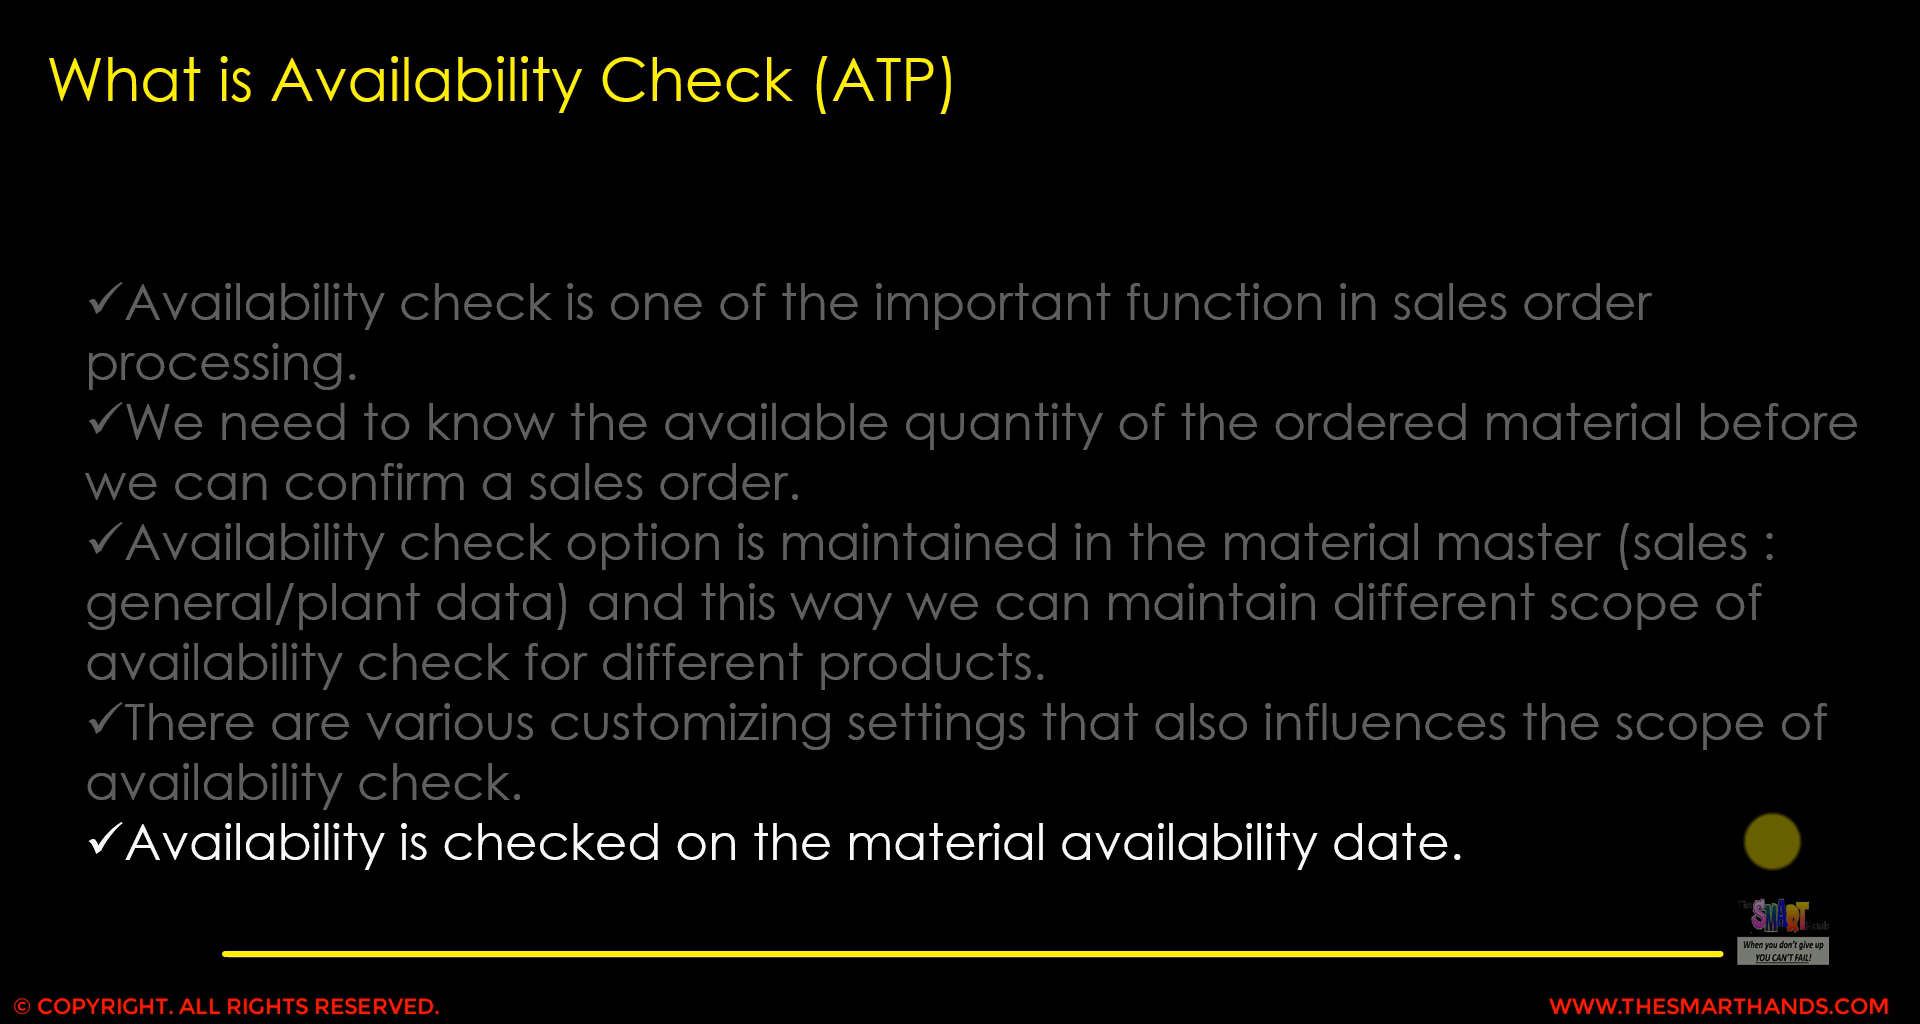 What is Availability Check (ATP)
✓Availability check is one of the important function in sales order
processing.
✓We need to know the available quantity of the ordered material before
we can confirm a sales order.
✓Availability check option is maintained in the material master (sales :
general/plant data) and this way we can maintain different scope of
availability check for different products.
✓There are various customizing settings that also influences the scope of
availability check.
✓Availability is checked on the material availability date.
The SMART Hands
When you don't give up
YOU CAN'T FAIL!
© COPYRIGHT. ALL RIGHTS RESERVED.
WWW.THESMARTHANDS.COM